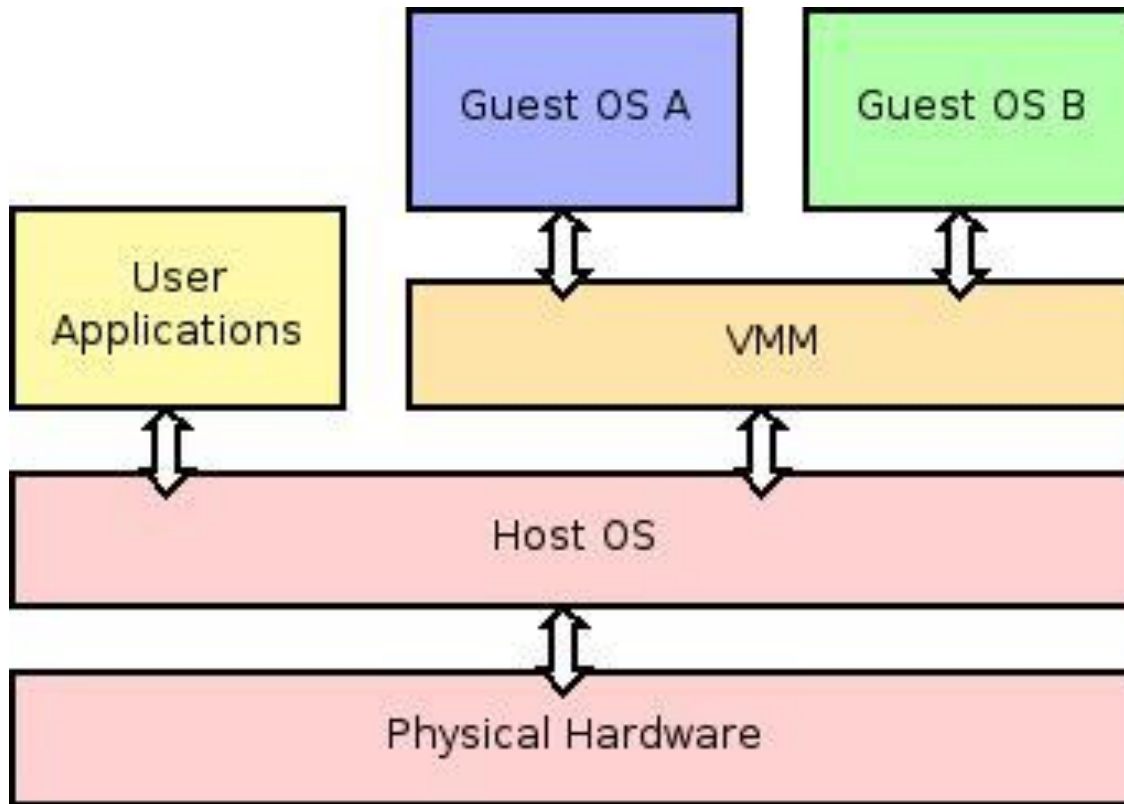 Guest OS A
Guest OS B
User
Applications
VMM
Host OS
Physical Hardware